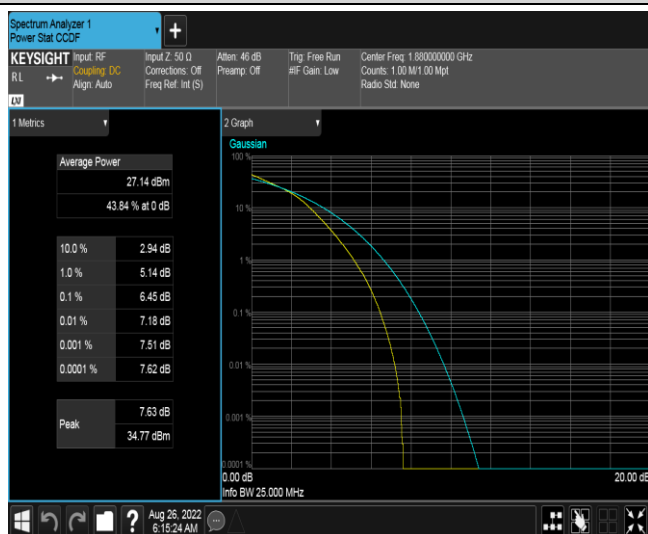 Spectrum Analyzer 1
Power Stat CCDF
KEYSIGHT
RL
LXI
Input: RF
Coupling: DC
Align: Auto
Input Z: 50 Ω
Corrections: Off
Freq Ref: Int (S)
Atten: 46 dB
Preamp: Off
Trig: Free Run
#IF Gain: Low
Center Freq: 1.880000000 GHz
Counts: 1.00 M/1.00 Mpt
Radio Std: None
1 Metrics
Average Power
27.14 dBm
43.84 % at 0 dB
10.0 % 2.94 dB
1.0 % 5.14 dB
0.1 % 6.45 dB
0.01 % 7.18 dB
0.001 % 7.51 dB
0.0001 % 7.62 dB
Peak
7.63 dB
34.77 dBm
2 Graph
Gaussian
100 %
10 %
1 %
0.1 %
0.01 %
0.001 %
0.0001 %
0.00 dB
20.00 dB
Info BW 25.000 MHz
?
Aug 26, 2022
6:15:24 AM